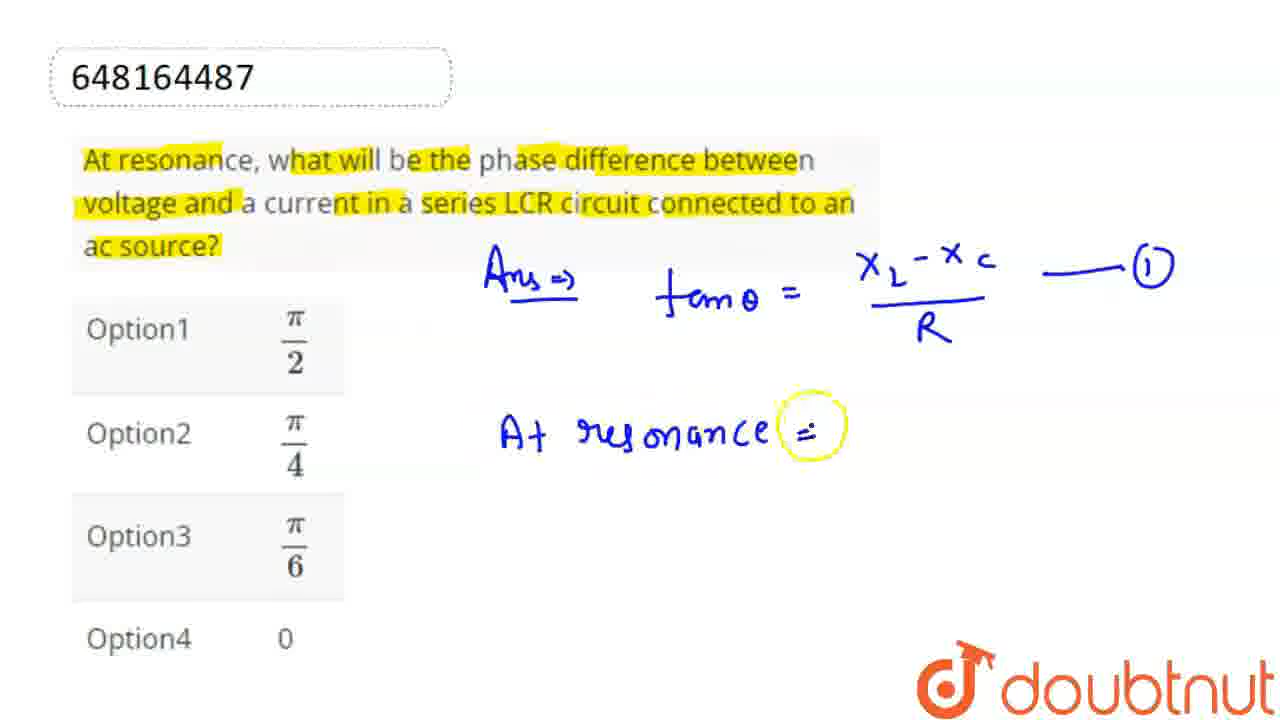 648164487
At resonance, what will be the phase difference between
voltage and a current in a series LCR circuit connected to an
ac source?
Ans ⇒ tanθ = (X_L - X_C)/R —— ①
At resonance =
Option1 π/2
Option2 π/4
Option3 π/6
Option4 0
doubtnut